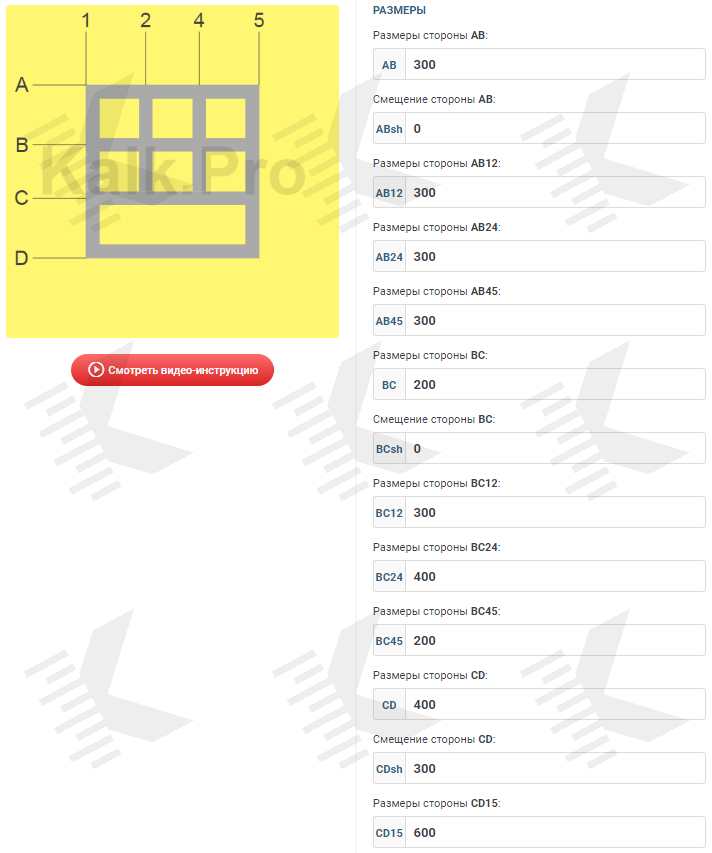 1 2 4 5
A
B
C
D
Kalk.Pro
Смотреть видео-инструкцию
РАЗМЕРЫ
Размеры стороны AB:
AB 300
Смещение стороны AB:
ABsh 0
Размеры стороны AB12:
AB12 300
Размеры стороны AB24:
AB24 300
Размеры стороны AB45:
AB45 300
Размеры стороны BC:
BC 200
Смещение стороны BC:
BCsh 0
Размеры стороны BC12:
BC12 300
Размеры стороны BC24:
BC24 400
Размеры стороны BC45:
BC45 200
Размеры стороны CD:
CD 400
Смещение стороны CD:
CDsh 300
Размеры стороны CD15:
CD15 600